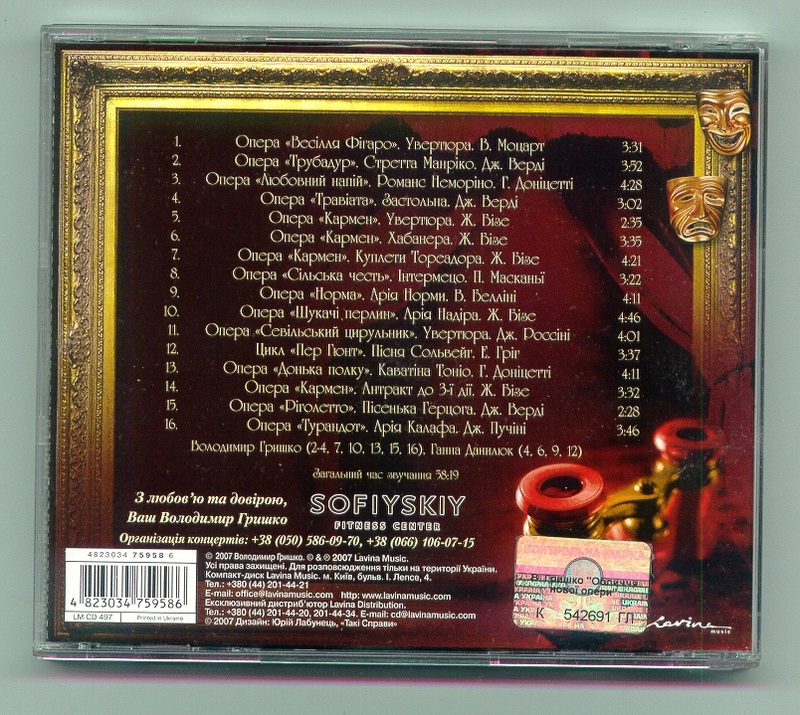 1. Опера «Весілля Фігаро». Увертюра. В. Моцарт 3:31
2. Опера «Трубадур». Стретта Манріко. Дж. Верді 3:52
3. Опера «Любовний напій». Романс Неморіно. Г. Доніцетті 4:28
4. Опера «Травіата». Застольна. Дж. Верді 3:02
5. Опера «Кармен». Увертюра. Ж. Бізе 2:35
6. Опера «Кармен». Хабанера. Ж. Бізе 3:35
7. Опера «Кармен». Куплети Тореадора. Ж. Бізе 4:21
8. Опера «Сільська честь». Інтермецо. П. Масканьї 3:22
9. Опера «Норма». Арія Норми. В. Белліні 4:11
10. Опера «Шукачі перлин». Арія Надіра. Ж. Бізе 4:46
11. Опера «Севільський цирульник». Увертюра. Дж. Россіні 4:01
12. Цикл «Пер Гюнт». Пісня Сольвейг. Е. Гріг 3:37
13. Опера «Донька полку». Каватіна Тоніо. Г. Доніцетті 4:11
14. Опера «Кармен». Антракт до 3-ї дії. Ж. Бізе 3:32
15. Опера «Ріголетто». Пісенька Герцога. Дж. Верді 2:28
16. Опера «Турандот». Арія Калафа. Дж. Пучіні 3:46
Володимир Гришко (2-4, 7, 10, 13, 15, 16), Ганна Данилюк (4, 6, 9, 12)
Загальний час звучання 58:19
З любов'ю та довірою,
Ваш Володимир Гришко
SOFIYSKIY
FITNESS CENTER
Організація концертів: +38 (050) 586-09-70, +38 (066) 106-07-15
4823034 75958 6
4 823034 759586
LM CD 497 Printed in Ukraine
© 2007 Володимир Гришко. © & ℗ 2007 Lavina Music.
Усі права захищені. Для розповсюдження тільки на території України.
Компакт-диск Lavina Music. м. Київ, бульв. І. Лепсе, 4.
Тел.: +380 (44) 201-44-21
E-mail: office@lavinamusic.com http: www.lavinamusic.com
Ексклюзивний дистриб'ютор Lavina Distribution.
Тел.: +380 (44) 201-44-20, 201-44-34. E-mail: cd@lavinamusic.com
© 2007 Дизайн: Юрій Лабунець, «Такі Справи»
КОНТРОЛЬНА МАРКА
Гришко "Обличчя
нової опери"
К 542691 ГЛ
Lavina
music